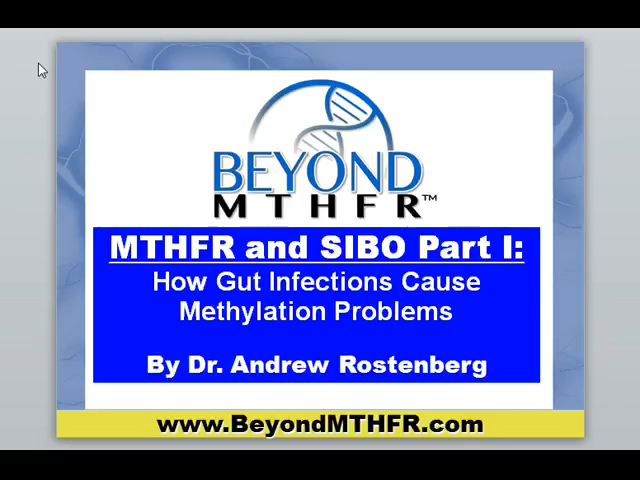 BEYOND
MTHFR™
MTHFR and SIBO Part I:
How Gut Infections Cause
Methylation Problems
By Dr. Andrew Rostenberg
www.BeyondMTHFR.com